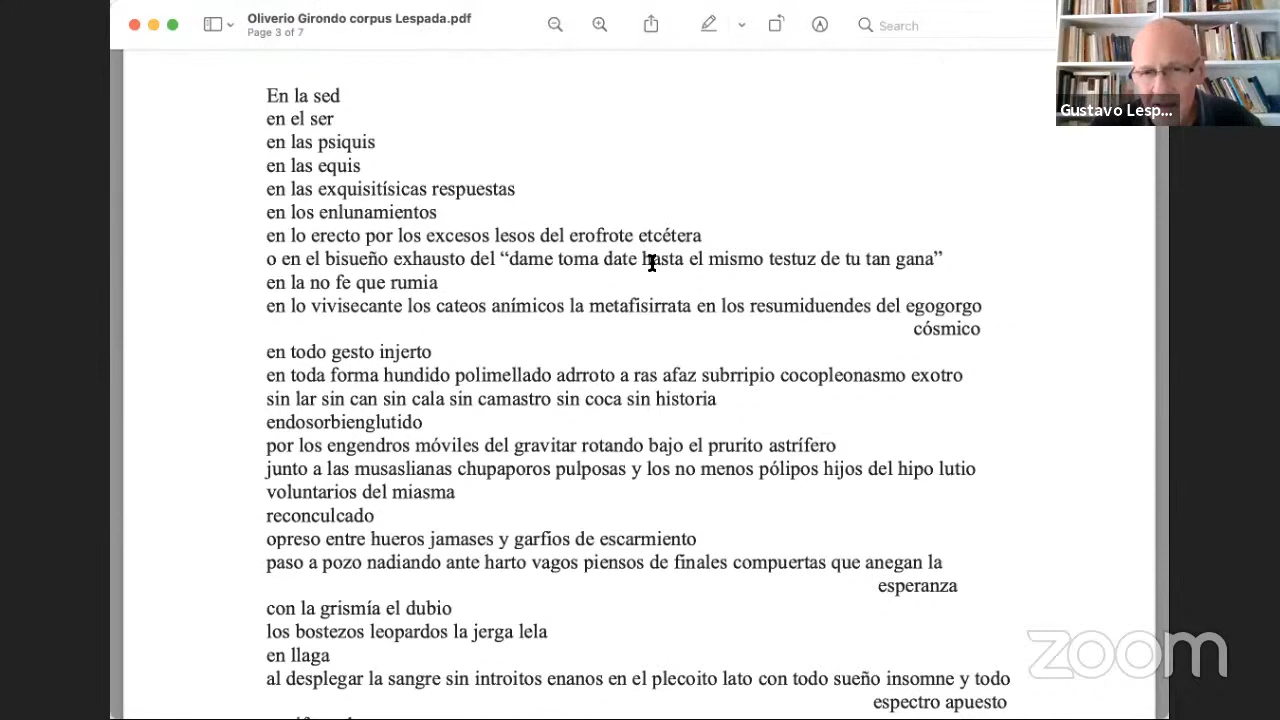 Oliverio Girondo corpus Lespada.pdf
Page 3 of 7
Search
Gustavo Lesp...
En la sed
en el ser
en las psiquis
en las equis
en las exquisitísicas respuestas
en los enlunamientos
en lo erecto por los excesos lesos del erofrote etcétera
o en el bisueño exhausto del “dame toma date hasta el mismo testuz de tu tan gana”
en la no fe que rumia
en lo vivisecante los cateos anímicos la metafisirrata en los resumiduendes del egogorgo
cósmico
en todo gesto injerto
en toda forma hundido polimellado adrroto a ras afaz subrripio cocopleonasmo exotro
sin lar sin can sin cala sin camastro sin coca sin historia
endosorbienglutido
por los engendros móviles del gravitar rotando bajo el prurito astrífero
junto a las musaslianas chupaporos pulposas y los no menos pólipos hijos del hipo lutio
voluntarios del miasma
reconculcado
opreso entre hueros jamases y garfios de escarmiento
paso a pozo nadiando ante harto vagos piensos de finales compuertas que anegan la
esperanza
con la grismía el dubio
los bostezos leopardos la jerga lela
en llaga
al desplegar la sangre sin introitos enanos en el plecoito lato con todo sueño insomne y todo
espectro apuesto
zoom